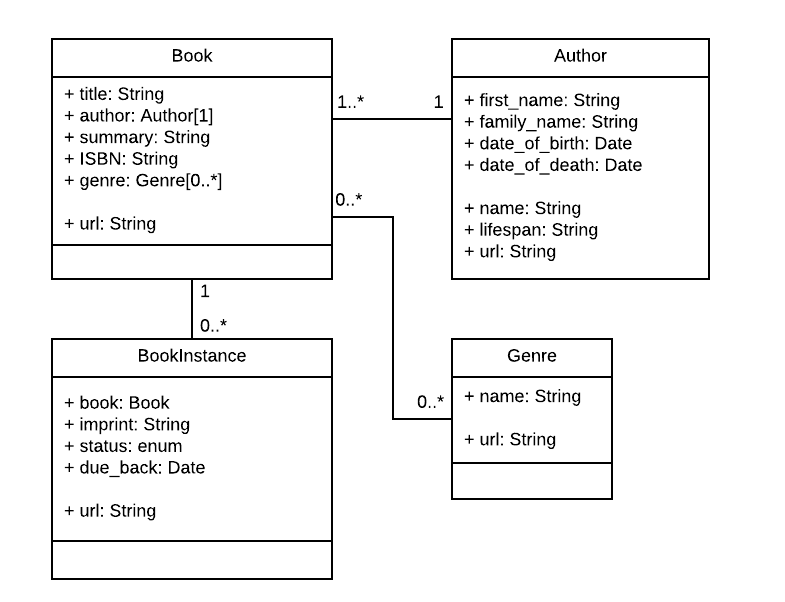 Book
+ title: String
+ author: Author[1]
+ summary: String
+ ISBN: String
+ genre: Genre[0..*]
+ url: String
1..*
1
Author
+ first_name: String
+ family_name: String
+ date_of_birth: Date
+ date_of_death: Date
+ name: String
+ lifespan: String
+ url: String
0..*
1
0..*
BookInstance
+ book: Book
+ imprint: String
+ status: enum
+ due_back: Date
+ url: String
0..*
Genre
+ name: String
+ url: String